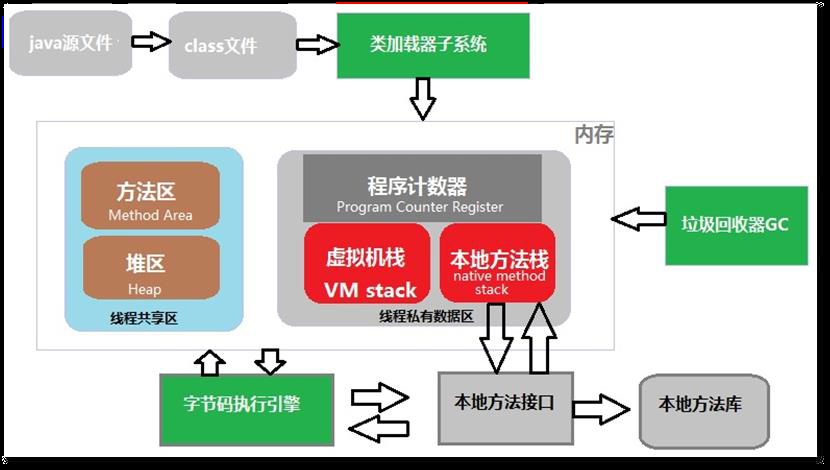 java源文件
class文件
类加载器子系统
内存
方法区
Method Area
堆区
Heap
线程共享区
程序计数器
Program Counter Register
虚拟机栈
VM stack
本地方法栈
native method
stack
线程私有数据区
垃圾回收器GC
字节码执行引擎
本地方法接口
本地方法库